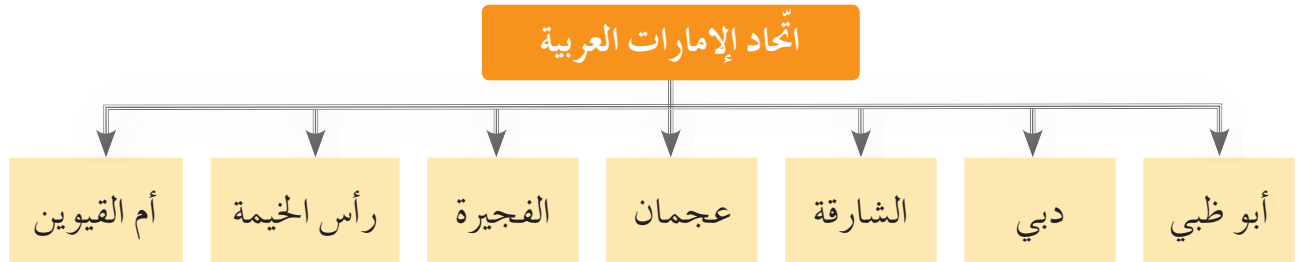 اتّحاد الإمارات العربية
أبو ظبي
دبي
الشارقة
عجمان
الفجيرة
رأس الخيمة
أم القيوين